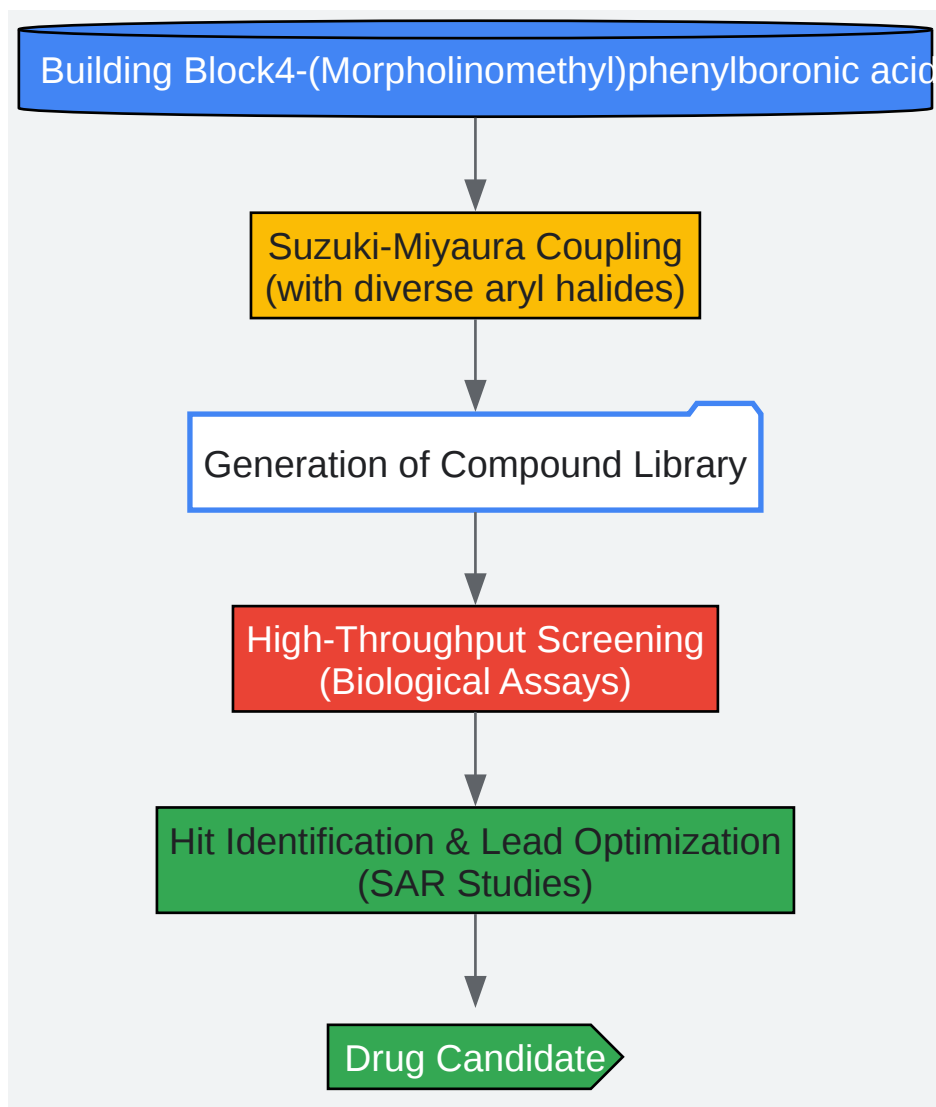 Building Block4-(Morpholinomethyl)phenylboronic acid
Suzuki-Miyaura Coupling
(with diverse aryl halides)
Generation of Compound Library
High-Throughput Screening
(Biological Assays)
Hit Identification & Lead Optimization
(SAR Studies)
Drug Candidate